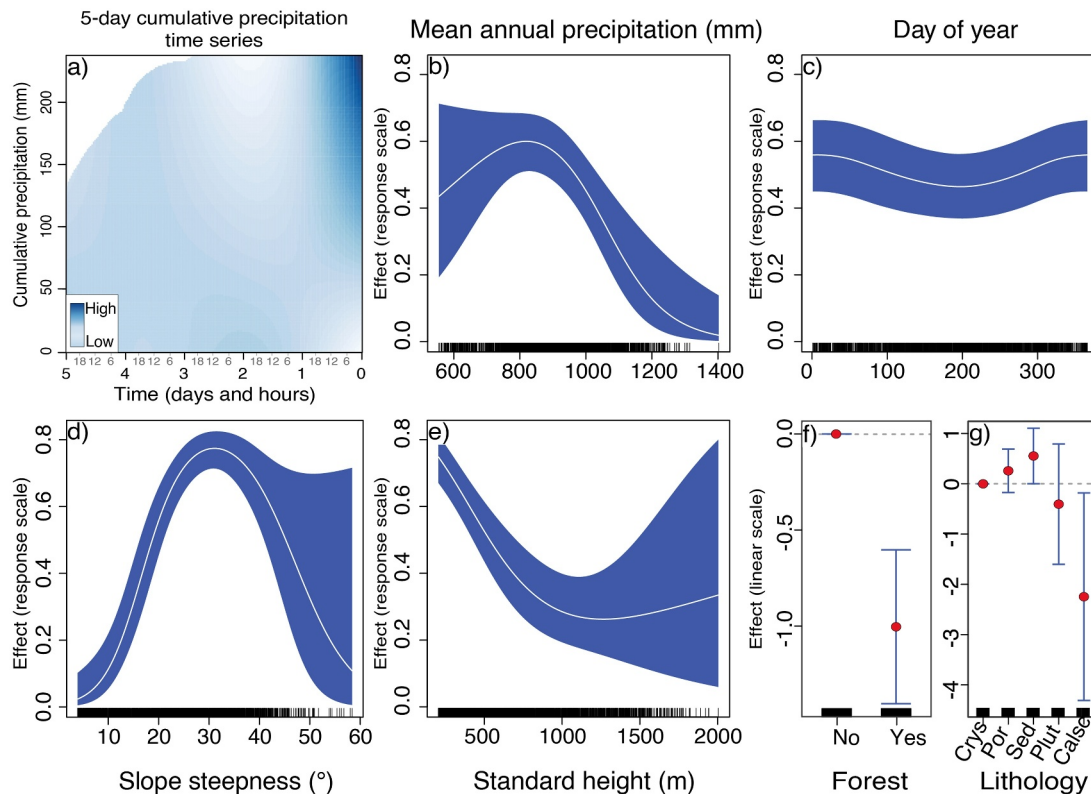 5-day cumulative precipitation
time series
a)
Cumulative precipitation (mm)
200
150
100
50
0
High
Low
18 12 6 18 12 6 18 12 6 18 12 6 18 12 6
5 4 3 2 1 0
Time (days and hours)
Mean annual precipitation (mm)
b)
Effect (response scale)
0.8
0.6
0.4
0.2
0.0
600 800 1000 1200 1400
Day of year
c)
Effect (response scale)
0.8
0.6
0.4
0.2
0.0
0 100 200 300
d)
Effect (response scale)
0.8
0.6
0.4
0.2
0.0
10 20 30 40 50 60
Slope steepness (°)
e)
Effect (response scale)
0.8
0.6
0.4
0.2
0.0
500 1000 1500 2000
Standard height (m)
f)
Effect (linear scale)
0.0
-0.5
-1.0
No Yes
Forest
g)
1
0
-1
-2
-3
-4
Crys Por Sed Plut Calse
Lithology